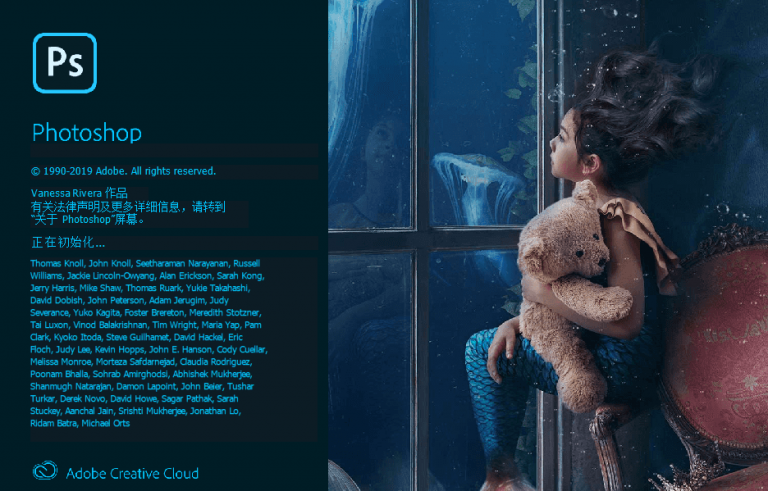 Ps
Photoshop
© 1990-2019 Adobe. All rights reserved.
Vanessa Rivera 作品
有关法律声明及更多详细信息，请转到
“关于 Photoshop”屏幕。
正在初始化...
Thomas Knoll, John Knoll, Seetharaman Narayanan, Russell
Williams, Jackie Lincoln-Owyang, Alan Erickson, Sarah Kong,
Jerry Harris, Mike Shaw, Thomas Ruark, Yukie Takahashi,
David Dobish, John Peterson, Adam Jerugim, Judy
Severance, Yuko Kagita, Foster Brereton, Meredith Stotzner,
Tai Luxon, Vinod Balakrishnan, Tim Wright, Maria Yap, Pam
Clark, Kyoko Itoda, Steve Guilhamet, David Hackel, Eric
Floch, Judy Lee, Kevin Hopps, John E. Hanson, Cody Cuellar,
Melissa Monroe, Morteza Safdarnejad, Claudia Rodriguez,
Poonam Bhalla, Sohrab Amirghodsi, Abhishek Mukherjee,
Shanmugh Natarajan, Damon Lapoint, John Beier, Tushar
Turkar, Derek Novo, David Howe, Sagar Pathak, Sarah
Stuckey, Aanchal Jain, Srishti Mukherjee, Jonathan Lo,
Ridam Batra, Michael Orts
Adobe Creative Cloud